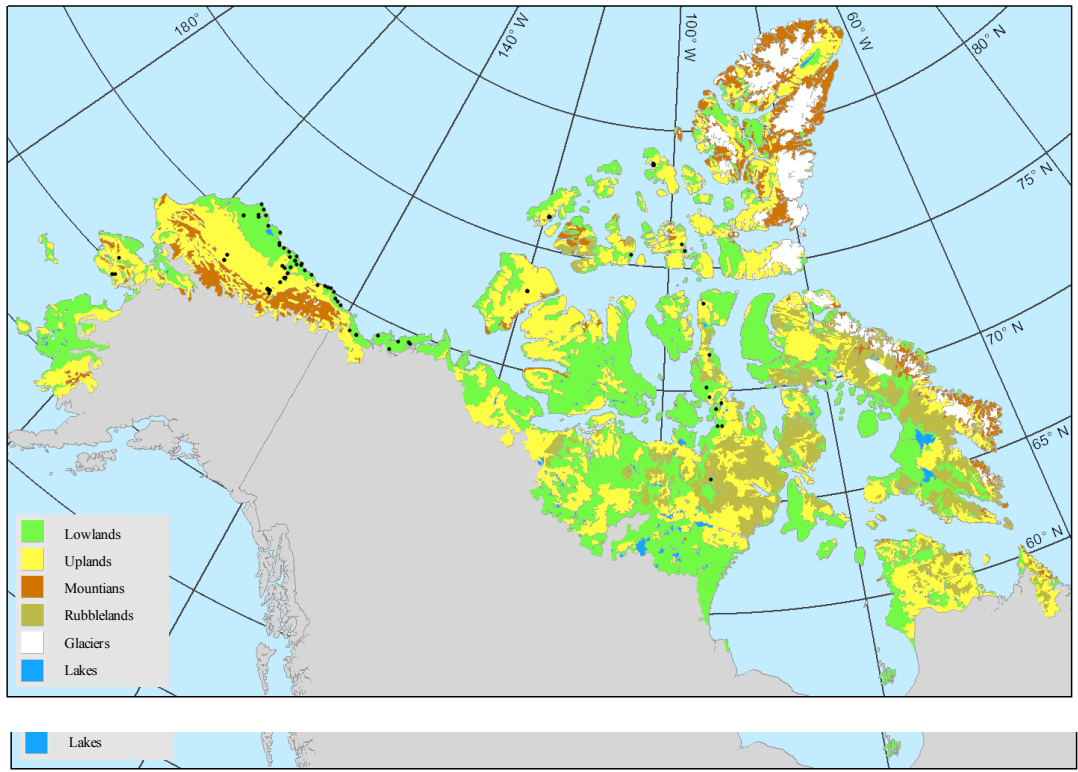 180°
140° W
100° W
60° W
80° N
75° N
70° N
65° N
60° N
Lowlands
Uplands
Mountians
Rubblelands
Glaciers
Lakes
Lakes